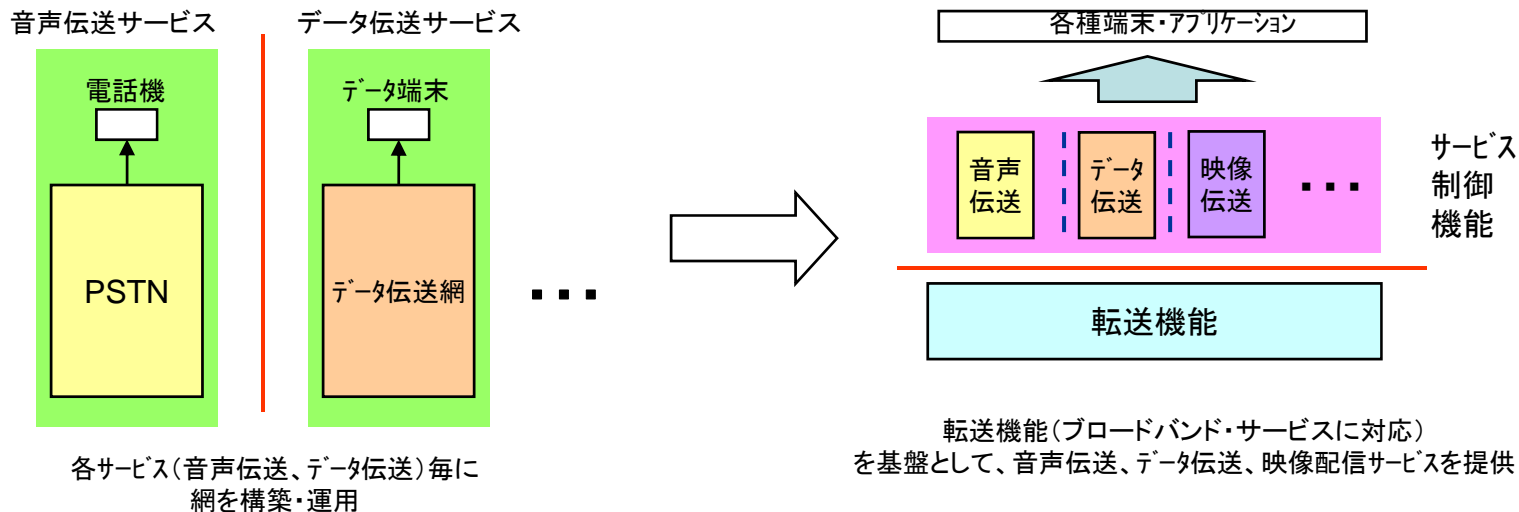 音声伝送サービス
データ伝送サービス
電話機
データ端末
PSTN
データ伝送網
・・・
各サービス（音声伝送、データ伝送）毎に
網を構築・運用
各種端末・アプリケーション
音声
伝送
データ
伝送
映像
伝送
・・・
サービス
制御
機能
転送機能
転送機能（ブロードバンド・サービスに対応）
を基盤として、音声伝送、データ伝送、映像配信サービスを提供